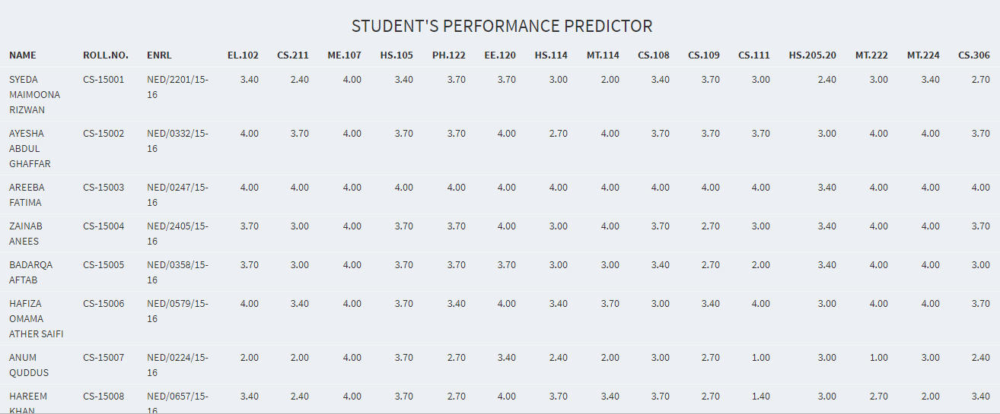 STUDENT'S PERFORMANCE PREDICTOR
NAME ROLL.NO. ENRL EL.102 CS.211 ME.107 HS.105 PH.122 EE.120 HS.114 MT.114 CS.108 CS.109 CS.111 HS.205.20 MT.222 MT.224 CS.306
SYEDA CS-15001 NED/2201/15- 3.40 2.40 4.00 3.40 3.70 3.70 3.00 2.00 3.40 3.70 3.00 2.40 3.00 3.40 2.70
MAIMOONA 16
RIZWAN
AYESHA CS-15002 NED/0332/15- 4.00 3.70 4.00 3.70 3.70 4.00 2.70 4.00 3.70 3.70 3.70 3.00 4.00 4.00 3.70
ABDUL 16
GHAFFAR
AREEBA CS-15003 NED/0247/15- 4.00 4.00 4.00 4.00 4.00 4.00 4.00 4.00 4.00 4.00 4.00 3.40 4.00 4.00 4.00
FATIMA 16
ZAINAB CS-15004 NED/2405/15- 3.70 3.00 4.00 3.70 3.70 4.00 3.00 4.00 3.70 2.70 3.00 3.40 4.00 4.00 3.70
ANEES 16
BADARQA CS-15005 NED/0358/15- 3.70 3.00 4.00 3.70 3.70 3.70 3.00 3.00 3.40 2.70 2.00 3.40 4.00 4.00 3.00
AFTAB 16
HAFIZA CS-15006 NED/0579/15- 4.00 3.40 4.00 3.70 3.40 4.00 3.40 3.70 3.00 3.40 4.00 3.00 4.00 4.00 3.70
OMAMA 16
ATHER SAIFI
ANUM CS-15007 NED/0224/15- 2.00 2.00 4.00 3.70 2.70 3.40 2.40 2.00 3.00 2.70 1.00 3.00 1.00 3.00 2.40
QUDDUS 16
HAREEM CS-15008 NED/0657/15- 3.40 2.40 4.00 3.70 2.70 4.00 3.70 3.40 3.70 2.70 1.40 3.00 2.70 2.00 3.40
KHAN 16